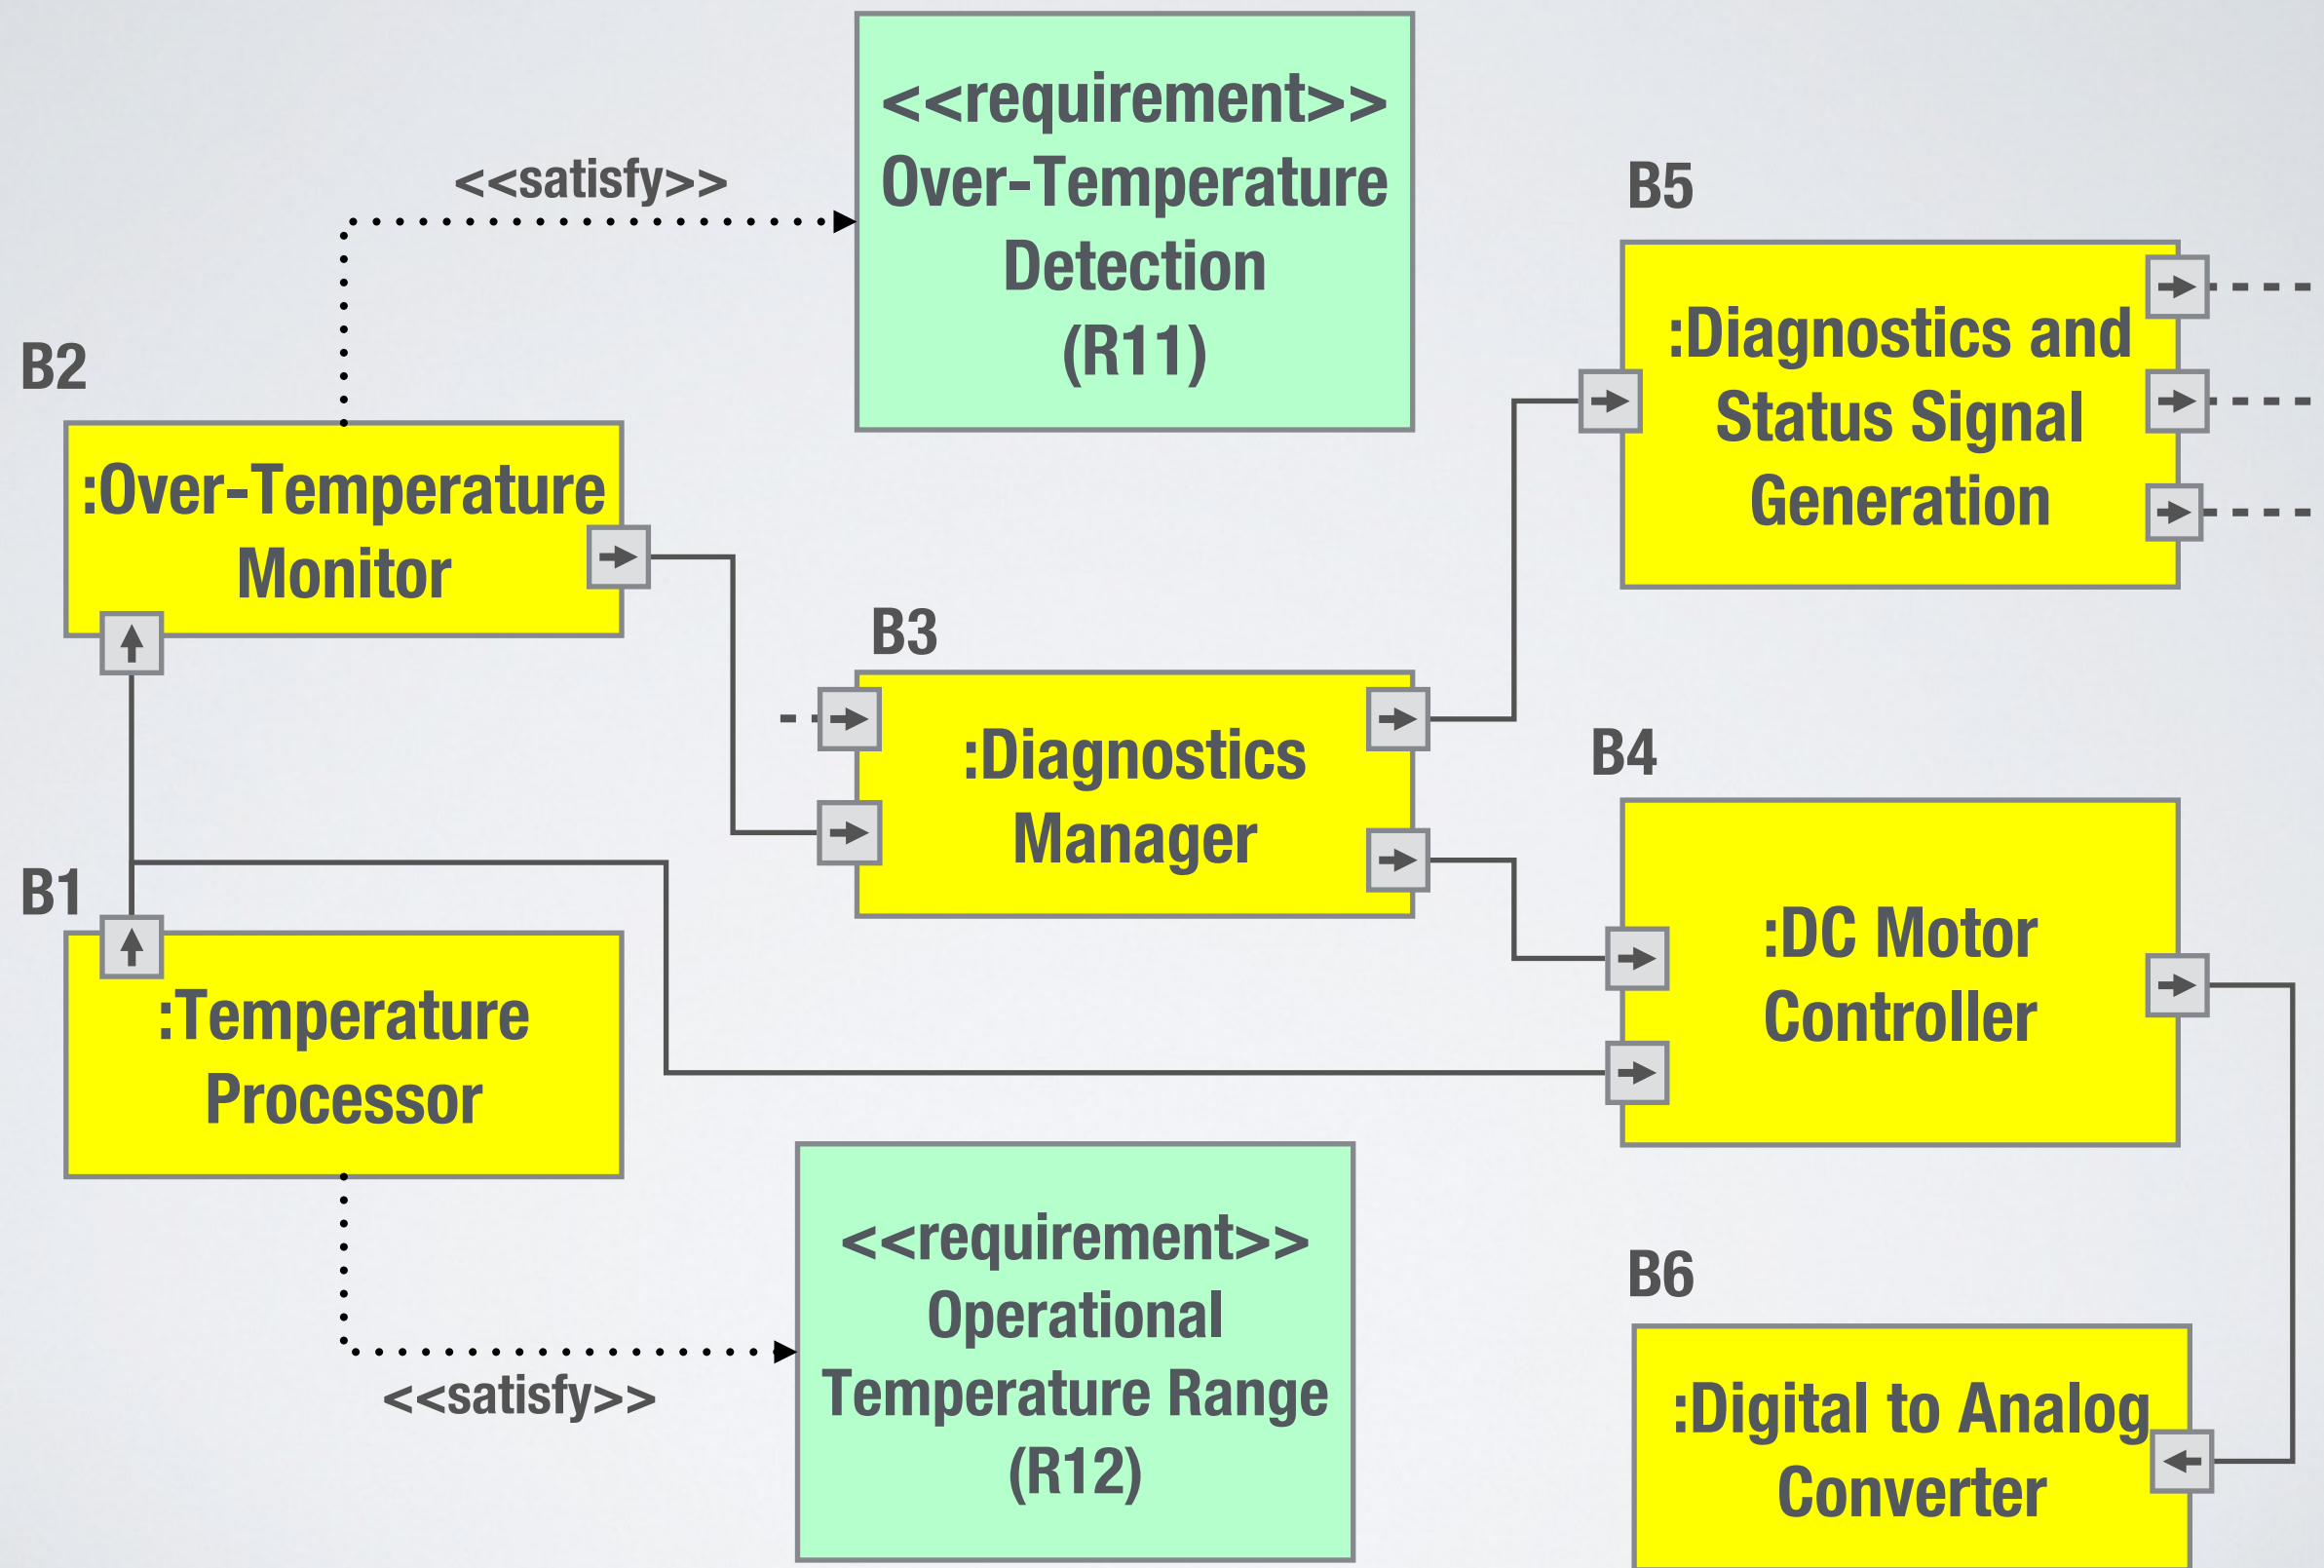 <<requirement>>
Over-Temperature
Detection
(R11)
<<satisfy>>
B5
:Diagnostics and
Status Signal
Generation
B2
:Over-Temperature
Monitor
B3
:Diagnostics
Manager
B4
:DC Motor
Controller
B1
:Temperature
Processor
<<requirement>>
Operational
Temperature Range
(R12)
<<satisfy>>
B6
:Digital to Analog
Converter